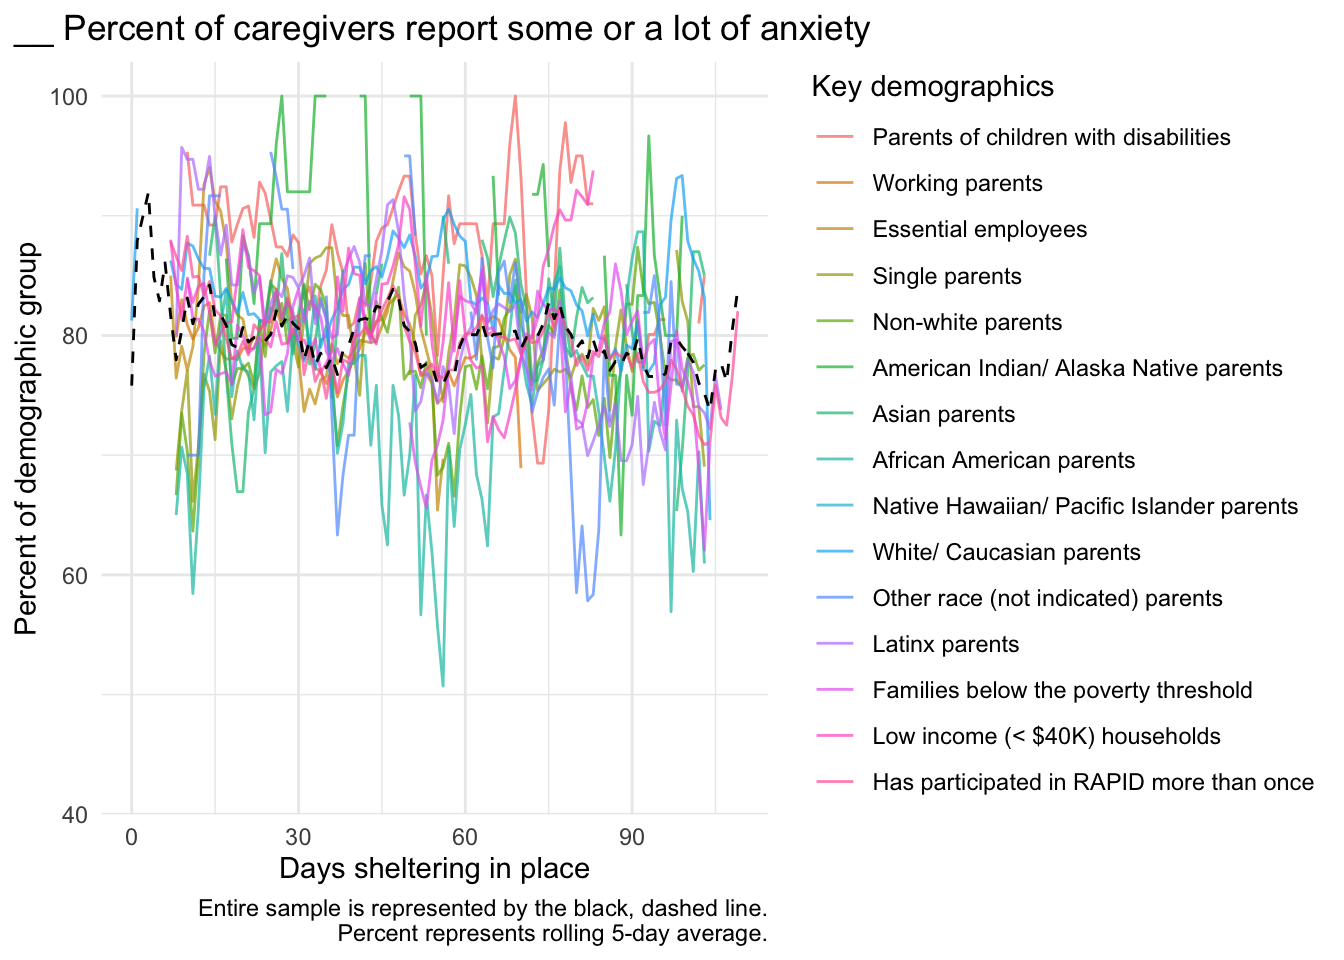 __ Percent of caregivers report some or a lot of anxiety
Percent of demographic group
100
80
60
40
0
30
60
90
Days sheltering in place
Key demographics
Parents of children with disabilities
Working parents
Essential employees
Single parents
Non-white parents
American Indian/ Alaska Native parents
Asian parents
African American parents
Native Hawaiian/ Pacific Islander parents
White/ Caucasian parents
Other race (not indicated) parents
Latinx parents
Families below the poverty threshold
Low income (< $40K) households
Has participated in RAPID more than once
Entire sample is represented by the black, dashed line.
Percent represents rolling 5-day average.